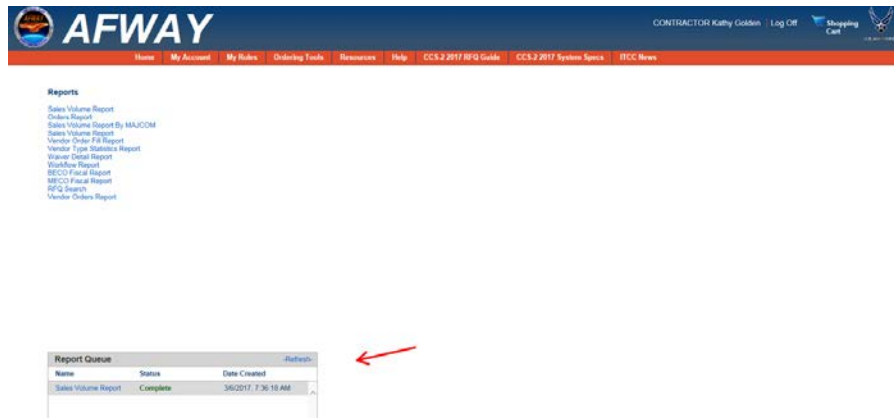 AFWAY
CONTRACTOR Kathy Golden | Log Off
Shopping Cart
Home My Account My Roles Ordering Tools Resources Help CCS-2 2017 RFQ Guide CCS-2 2017 System Specs ITCC News
Reports
Sales Volume Report
Orders Report
Sales Volume Report By MAJCOM
Sales Volume Report
Vendor Order Fill Report
Vendor Type Statistics Report
Waiver Detail Report
Workflow Report
BECO Fiscal Report
MECO Fiscal Report
RFQ Search
Vendor Orders Report
Report Queue -Refresh-
Name Status Date Created
Sales Volume Report Complete 3/6/2017, 7:36:18 AM